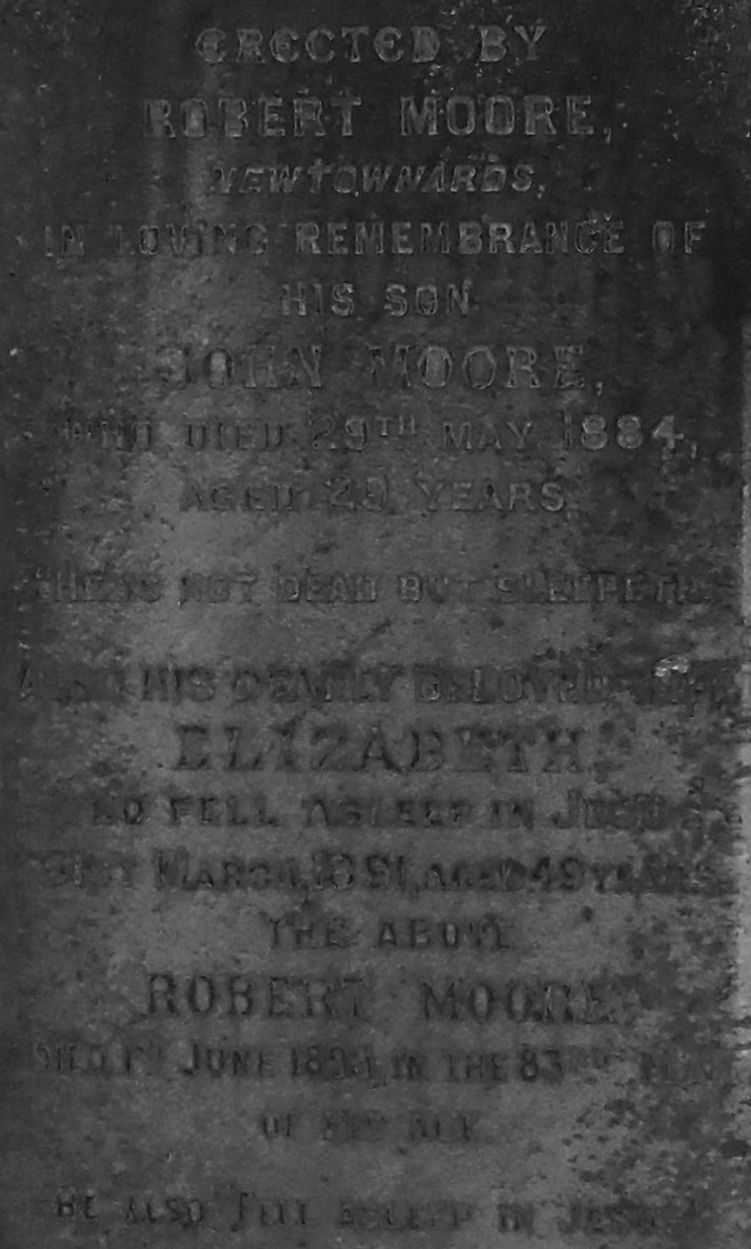 ERECTED BY
ROBERT MOORE,
NEWTOWNARDS,
IN LOVING REMEMBRANCE OF
HIS SON
JOHN MOORE,
WHO DIED 29TH MAY 1884,
AGED 29 YEARS.
HE IS NOT DEAD BUT SLEEPETH
ALSO HIS DEARLY BELOVED WIFE
ELIZABETH,
WHO FELL ASLEEP IN JESUS
31ST MARCH, 1891, AGED 49 YEARS.
THE ABOVE
ROBERT MOORE
DIED JUNE IN THE 83RD YEAR
OF HIS AGE
HE ALSO FELL ASLEEP IN JESUS